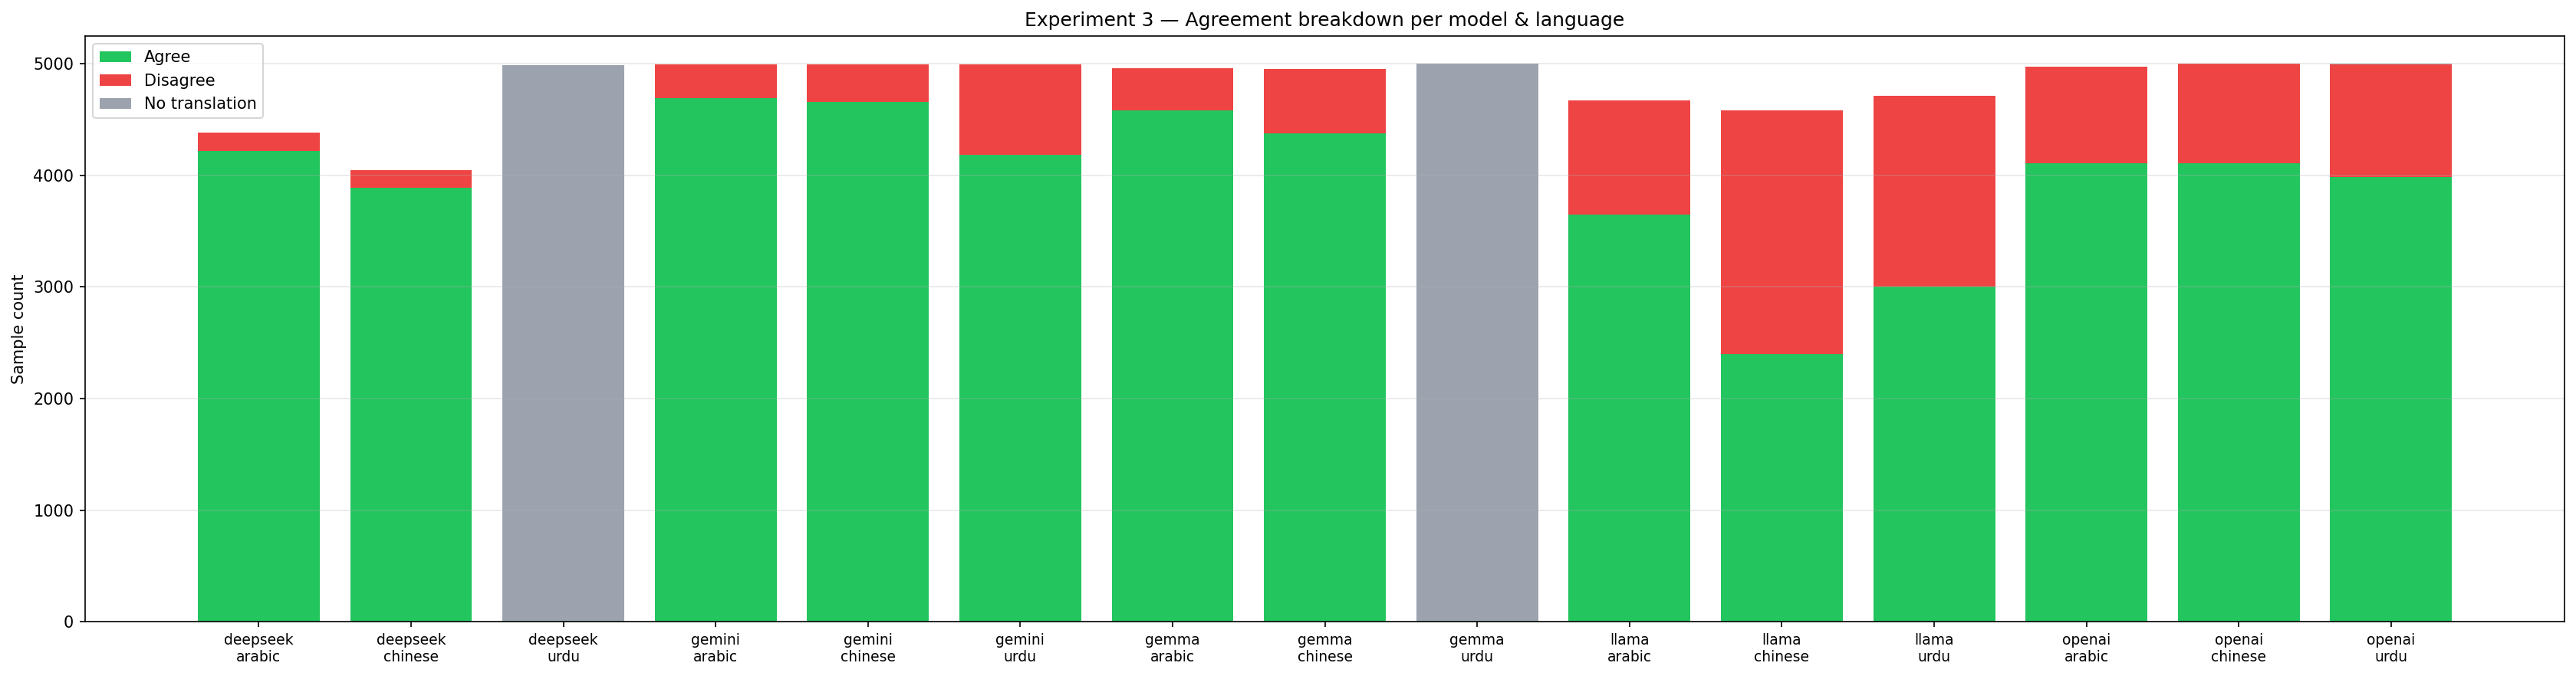 Experiment 3 — Agreement breakdown per model & language
Agree
Disagree
No translation
Sample count
5000
4000
3000
2000
1000
0
deepseek
arabic
deepseek
chinese
deepseek
urdu
gemini
arabic
gemini
chinese
gemini
urdu
gemma
arabic
gemma
chinese
gemma
urdu
llama
arabic
llama
chinese
llama
urdu
openai
arabic
openai
chinese
openai
urdu